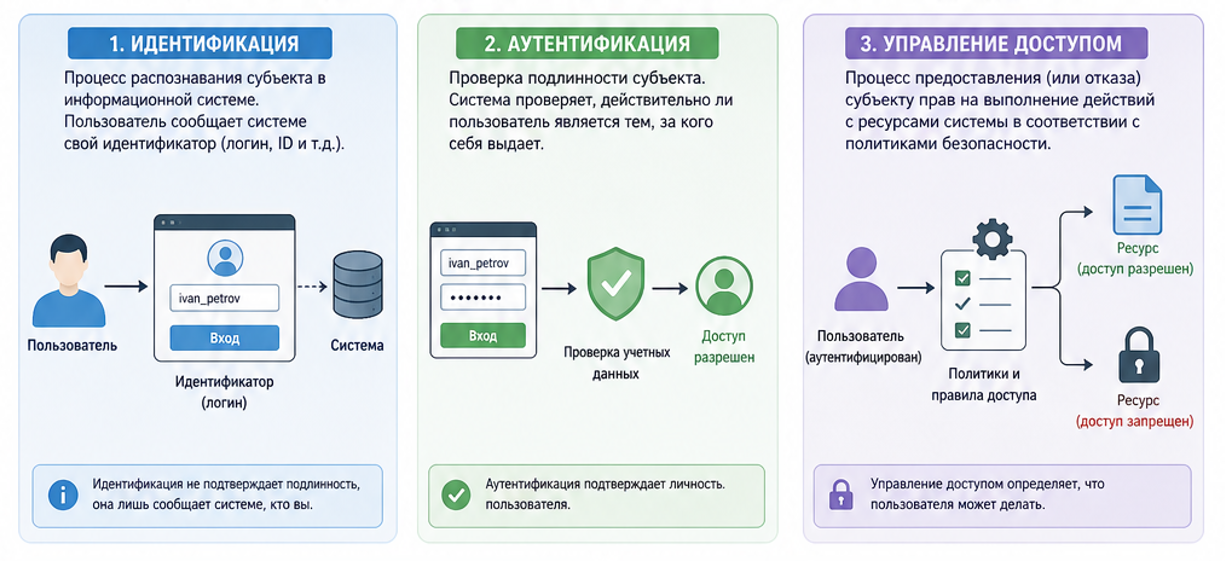 1. ИДЕНТИФИКАЦИЯ
Процесс распознавания субъекта в
информационной системе.
Пользователь сообщает системе
свой идентификатор (логин, ID и т.д.).
ivan_petrov
Вход
Пользователь
Система
Идентификатор
(логин)
Идентификация не подтверждает подлинность,
она лишь сообщает системе, кто вы.
2. АУТЕНТИФИКАЦИЯ
Проверка подлинности субъекта.
Система проверяет, действительно ли
пользователь является тем, за кого
себя выдает.
ivan_petrov
•••••••
Вход
Проверка учетных
данных
Доступ
разрешен
Аутентификация подтверждает личность.
пользователя.
3. УПРАВЛЕНИЕ ДОСТУПОМ
Процесс предоставления (или отказа)
субъекту прав на выполнение действий
с ресурсами системы в соответствии с
политиками безопасности.
Ресурс
(доступ разрешен)
Пользователь
(аутентифицирован)
Политики и
правила доступа
Ресурс
(доступ запрещен)
Управление доступом определяет, что
пользователя может делать.